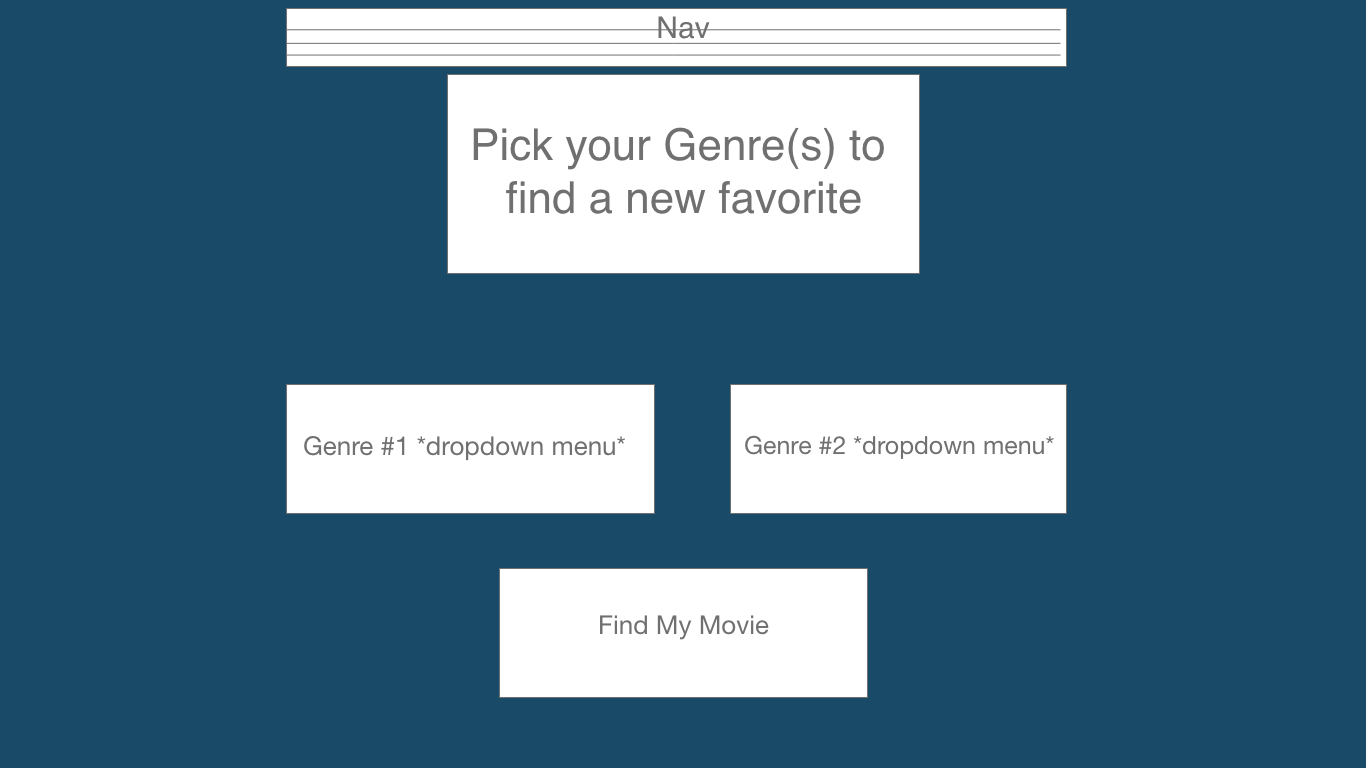 Nav
Pick your Genre(s) to
find a new favorite
Genre #1 *dropdown menu*
Genre #2 *dropdown menu*
Find My Movie